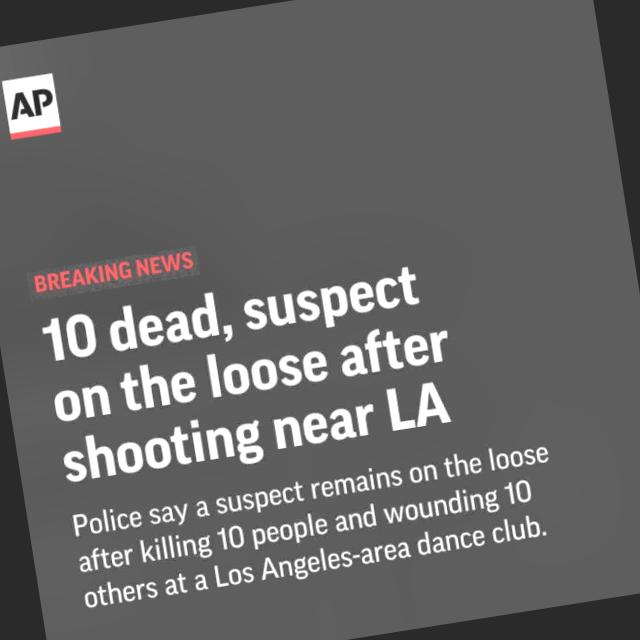 AP
BREAKING NEWS
10 dead, suspect
on the loose after
shooting near LA
Police say a suspect remains on the loose
after killing 10 people and wounding 10
others at a Los Angeles-area dance club.